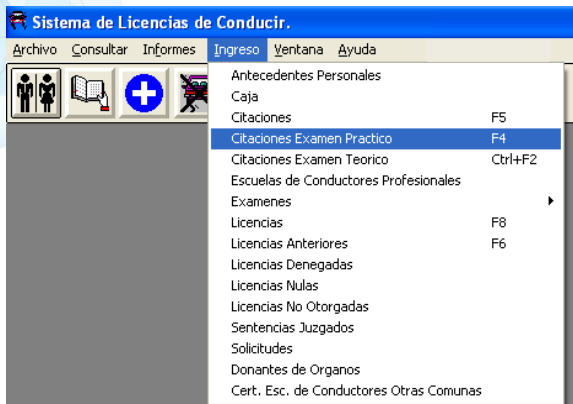 Sistema de Licencias de Conducir.
Archivo Consultar Informes Ingreso Ventana Ayuda
Antecedentes Personales
Caja
Citaciones F5
Citaciones Examen Practico F4
Citaciones Examen Teorico Ctrl+F2
Escuelas de Conductores Profesionales
Examenes
Licencias F8
Licencias Anteriores F6
Licencias Denegadas
Licencias Nulas
Licencias No Otorgadas
Sentencias Juzgados
Solicitudes
Donantes de Organos
Cert. Esc. de Conductores Otras Comunas